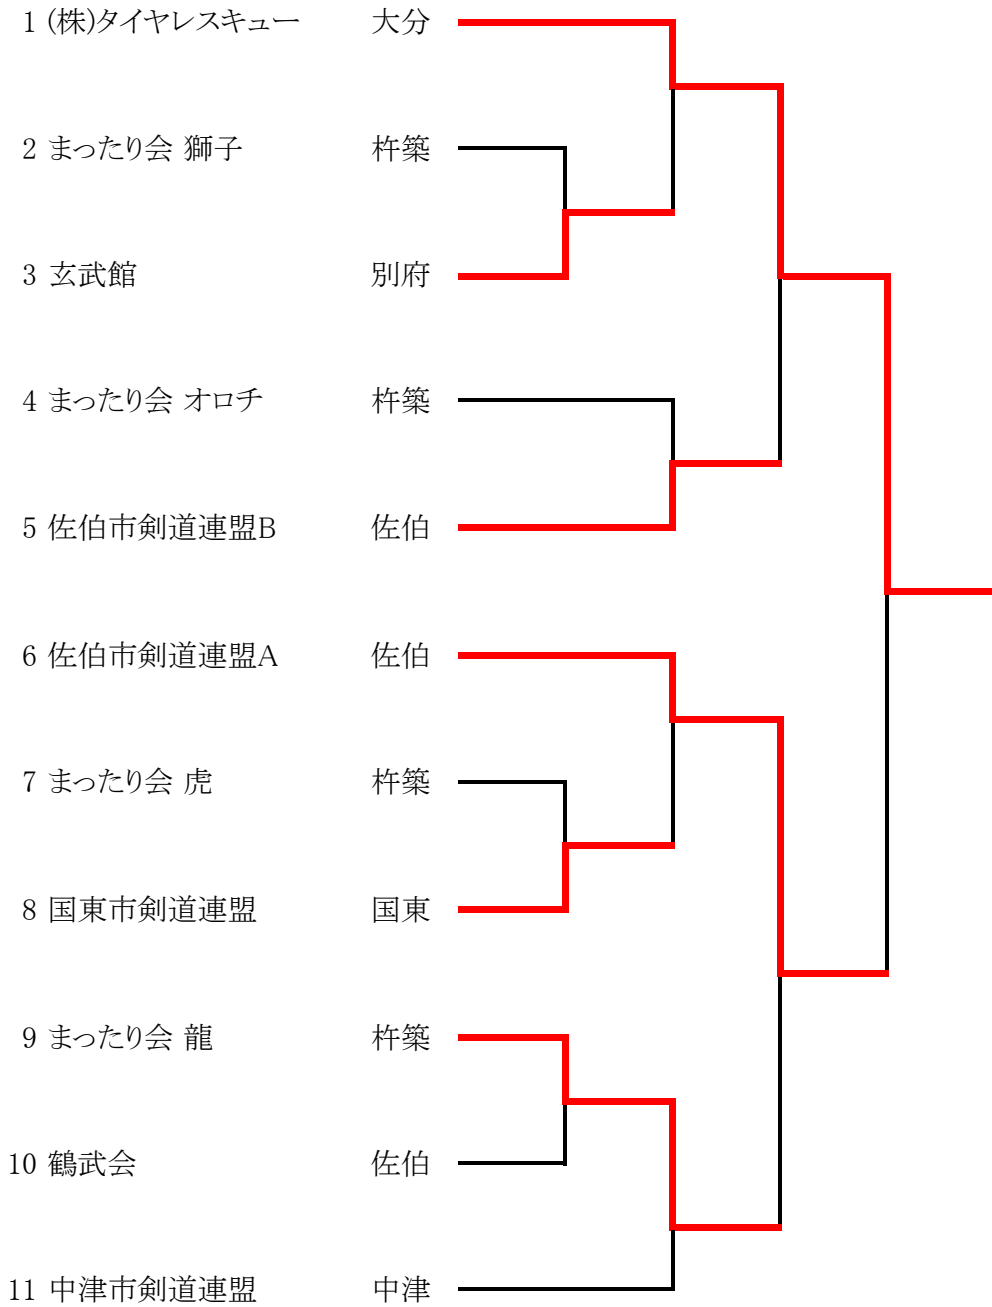 1 (株)タイヤレスキュー 大分
2 まったり会 獅子 杵築
3 玄武館 別府
4 まったり会 オロチ 杵築
5 佐伯市剣道連盟B 佐伯
6 佐伯市剣道連盟A 佐伯
7 まったり会 虎 杵築
8 国東市剣道連盟 国東
9 まったり会 龍 杵築
10 鶴武会 佐伯
11 中津市剣道連盟 中津